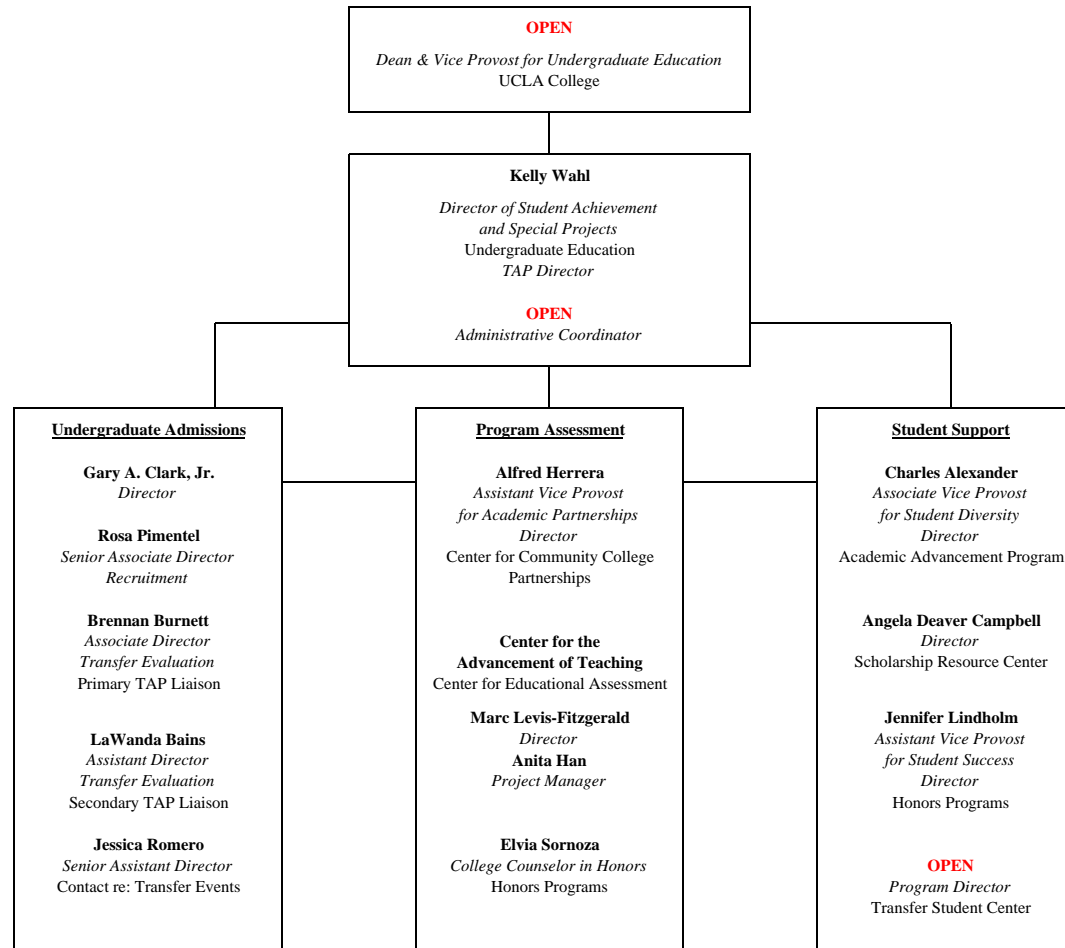 OPEN
Dean & Vice Provost for Undergraduate Education
UCLA College
Kelly Wahl
Director of Student Achievement
and Special Projects
Undergraduate Education
TAP Director
OPEN
Administrative Coordinator
Undergraduate Admissions
Gary A. Clark, Jr.
Director
Rosa Pimentel
Senior Associate Director
Recruitment
Brennan Burnett
Associate Director
Transfer Evaluation
Primary TAP Liaison
LaWanda Bains
Assistant Director
Transfer Evaluation
Secondary TAP Liaison
Jessica Romero
Senior Assistant Director
Contact re: Transfer Events
Program Assessment
Alfred Herrera
Assistant Vice Provost
for Academic Partnerships
Director
Center for Community College
Partnerships
Center for the
Advancement of Teaching
Center for Educational Assessment
Marc Levis-Fitzgerald
Director
Anita Han
Project Manager
Elvia Sornoza
College Counselor in Honors
Honors Programs
Student Support
Charles Alexander
Associate Vice Provost
for Student Diversity
Director
Academic Advancement Program
Angela Deaver Campbell
Director
Scholarship Resource Center
Jennifer Lindholm
Assistant Vice Provost
for Student Success
Director
Honors Programs
OPEN
Program Director
Transfer Student Center